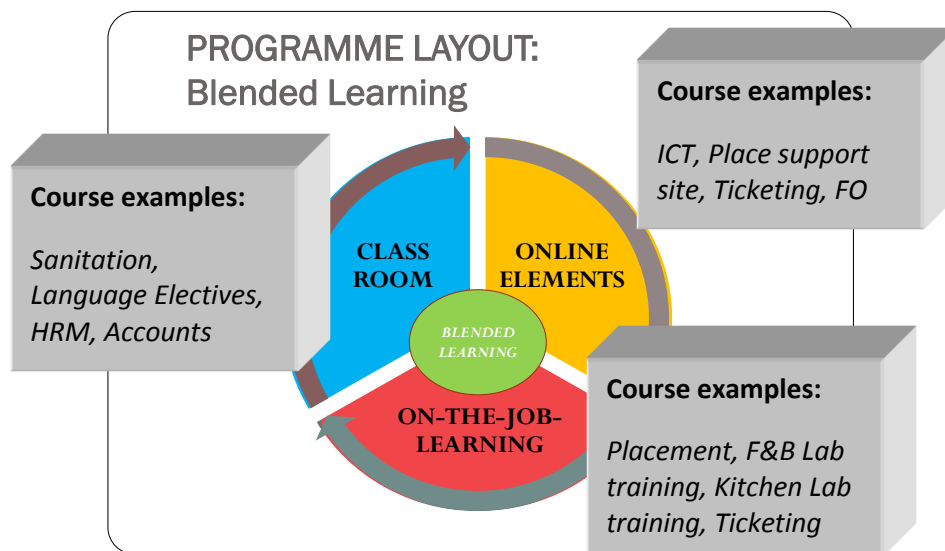 PROGRAMME LAYOUT:
Blended Learning
Course examples:
ICT, Place support
site, Ticketing, FO
Course examples:
Sanitation,
Language Electives,
HRM, Accounts
CLASS
ROOM
ONLINE
ELEMENTS
BLENDED
LEARNING
ON-THE-JOB-
LEARNING
Course examples:
Placement, F&B Lab
training, Kitchen Lab
training, Ticketing